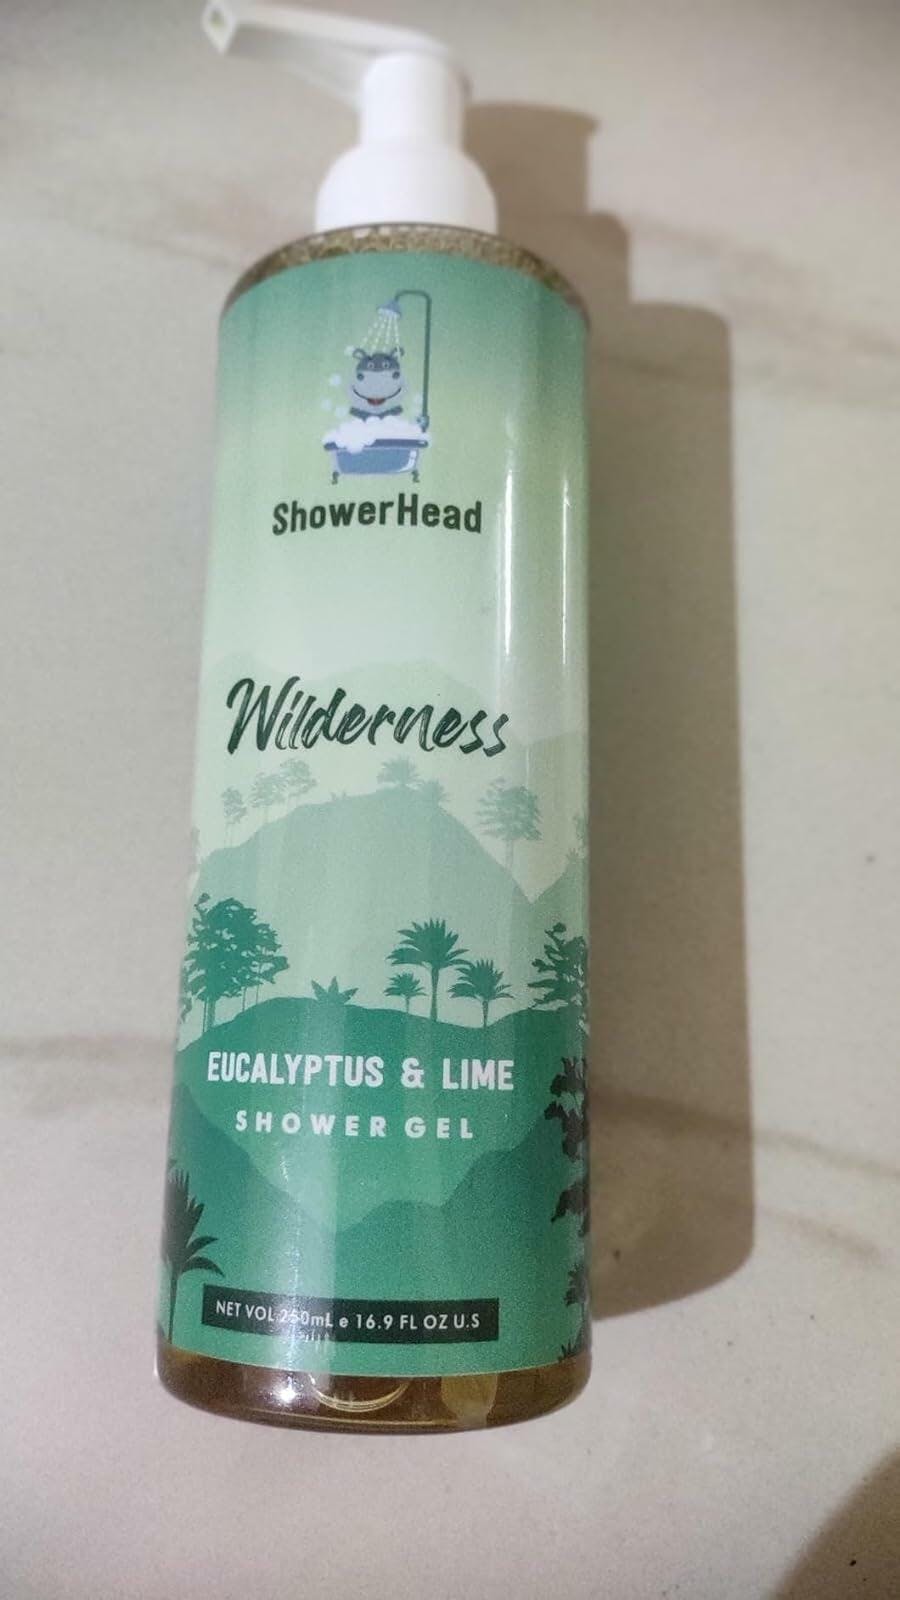 ShowerHead
Wilderness
EUCALYPTUS & LIME
SHOWER GEL
NET VOL 250mL e 16.9 FL OZ U.S